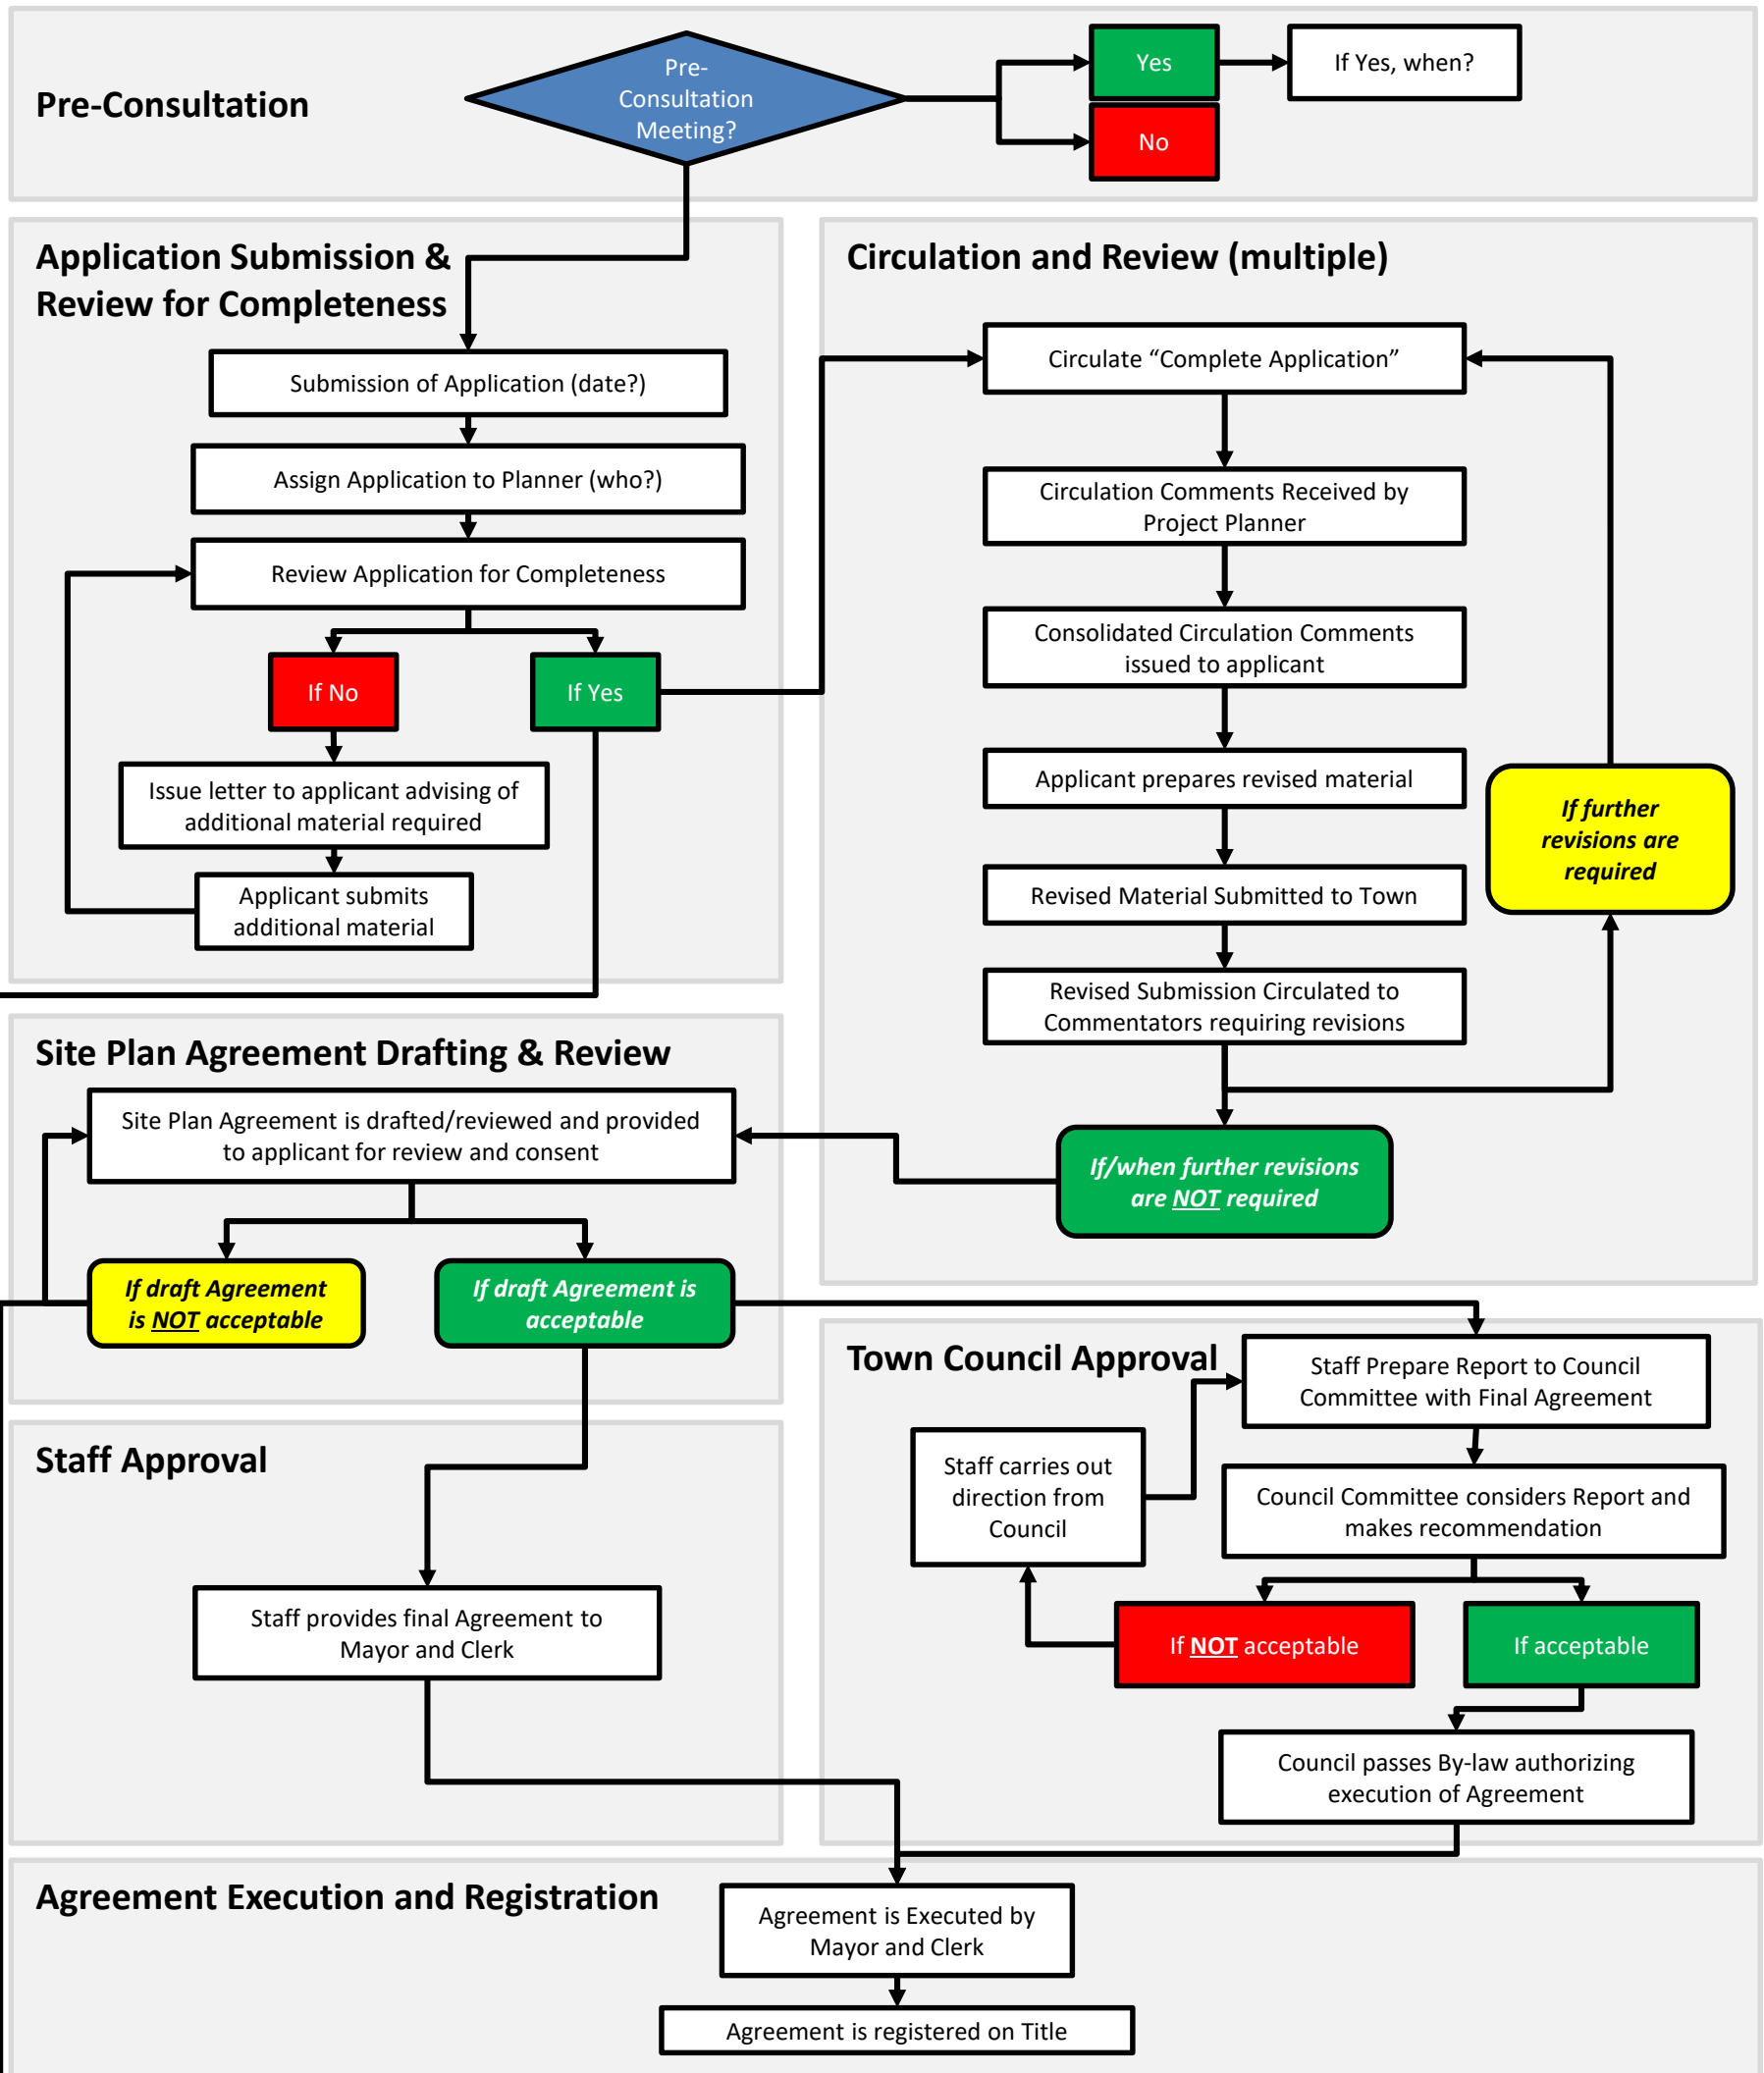 Pre-Consultation
Pre-
Consultation
Meeting?
Yes
If Yes, when?
No
Application Submission &
Review for Completeness
Submission of Application (date?)
Assign Application to Planner (who?)
Review Application for Completeness
If No
If Yes
Issue letter to applicant advising of
additional material required
Applicant submits
additional material
Circulation and Review (multiple)
Circulate “Complete Application”
Circulation Comments Received by
Project Planner
Consolidated Circulation Comments
issued to applicant
Applicant prepares revised material
If further
revisions are
required
Revised Material Submitted to Town
Revised Submission Circulated to
Commentators requiring revisions
If/when further revisions
are NOT required
Site Plan Agreement Drafting & Review
Site Plan Agreement is drafted/reviewed and provided
to applicant for review and consent
If draft Agreement
is NOT acceptable
If draft Agreement is
acceptable
Staff Approval
Staff provides final Agreement to
Mayor and Clerk
Town Council Approval
Staff Prepare Report to Council
Committee with Final Agreement
Staff carries out
direction from
Council
Council Committee considers Report and
makes recommendation
If NOT acceptable
If acceptable
Council passes By-law authorizing
execution of Agreement
Agreement Execution and Registration
Agreement is Executed by
Mayor and Clerk
Agreement is registered on Title